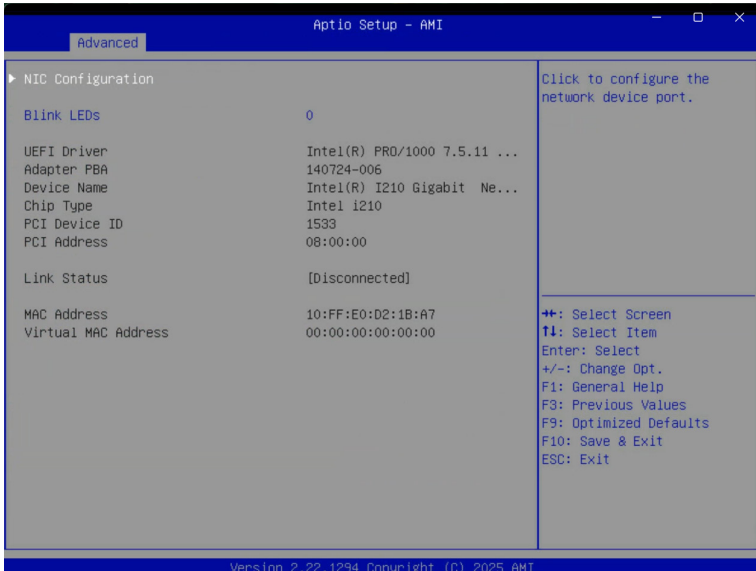 Aptio Setup - AMI
Advanced
NIC Configuration
Blink LEDs 0
UEFI Driver Intel(R) PRO/1000 7.5.11 ...
Adapter PBA 140724-006
Device Name Intel(R) I210 Gigabit Ne...
Chip Type Intel i210
PCI Device ID 1533
PCI Address 08:00:00
Link Status [Disconnected]
MAC Address 10:FF:E0:D2:1B:A7
Virtual MAC Address 00:00:00:00:00:00
Click to configure the
network device port.
→←: Select Screen
↑↓: Select Item
Enter: Select
+/-: Change Opt.
F1: General Help
F3: Previous Values
F9: Optimized Defaults
F10: Save & Exit
ESC: Exit
Version 2.22.1294 Copyright (C) 2025 AMI